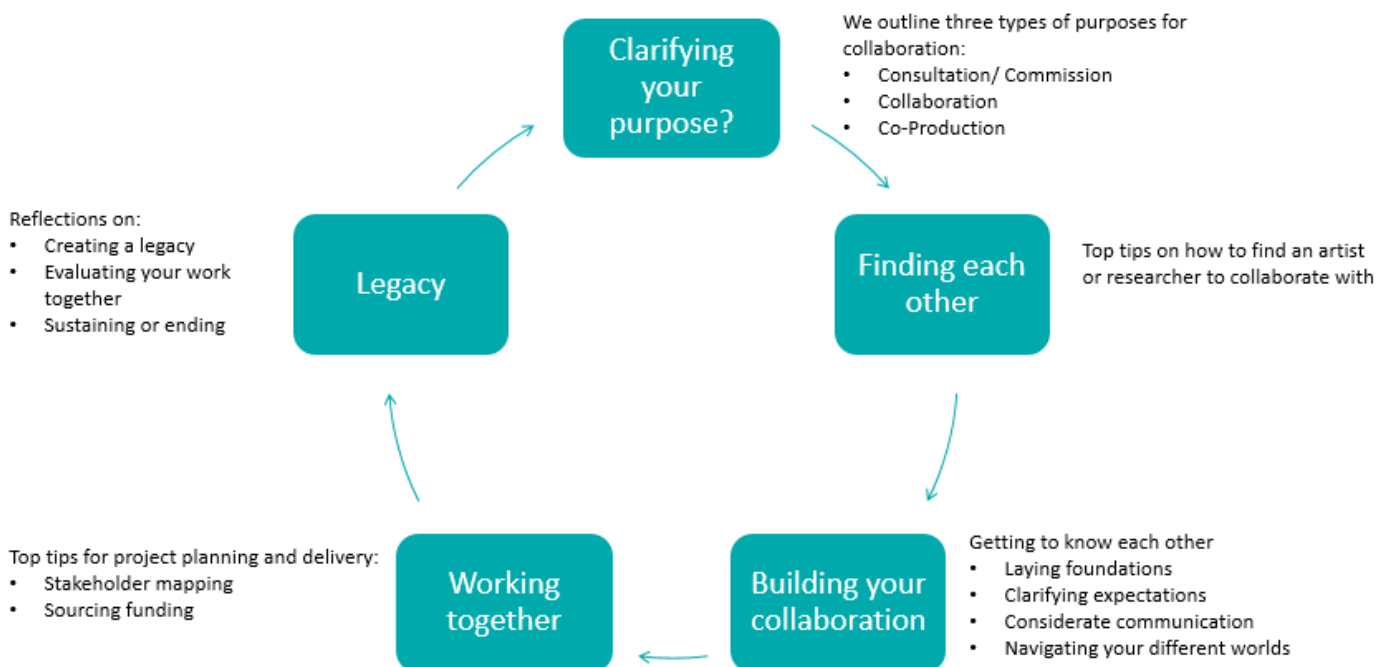 Clarifying
your
purpose?
We outline three types of purposes for
collaboration:
• Consultation/ Commission
• Collaboration
• Co-Production
Finding each
other
Top tips on how to find an artist
or researcher to collaborate with
Building your
collaboration
Getting to know each other
• Laying foundations
• Clarifying expectations
• Considerate communication
• Navigating your different worlds
Working
together
Top tips for project planning and delivery:
• Stakeholder mapping
• Sourcing funding
Legacy
Reflections on:
• Creating a legacy
• Evaluating your work
together
• Sustaining or ending